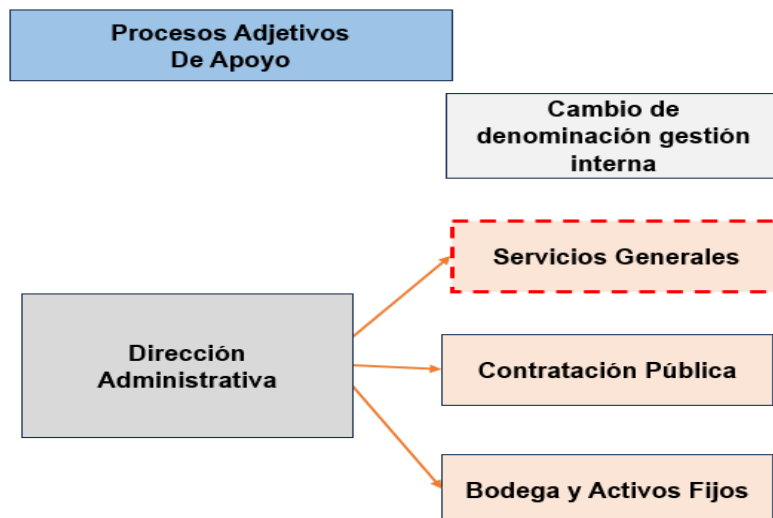 Procesos Adjetivos
De Apoyo
Cambio de
denominación gestión
interna
Servicios Generales
Dirección
Administrativa
Contratación Pública
Bodega y Activos Fijos